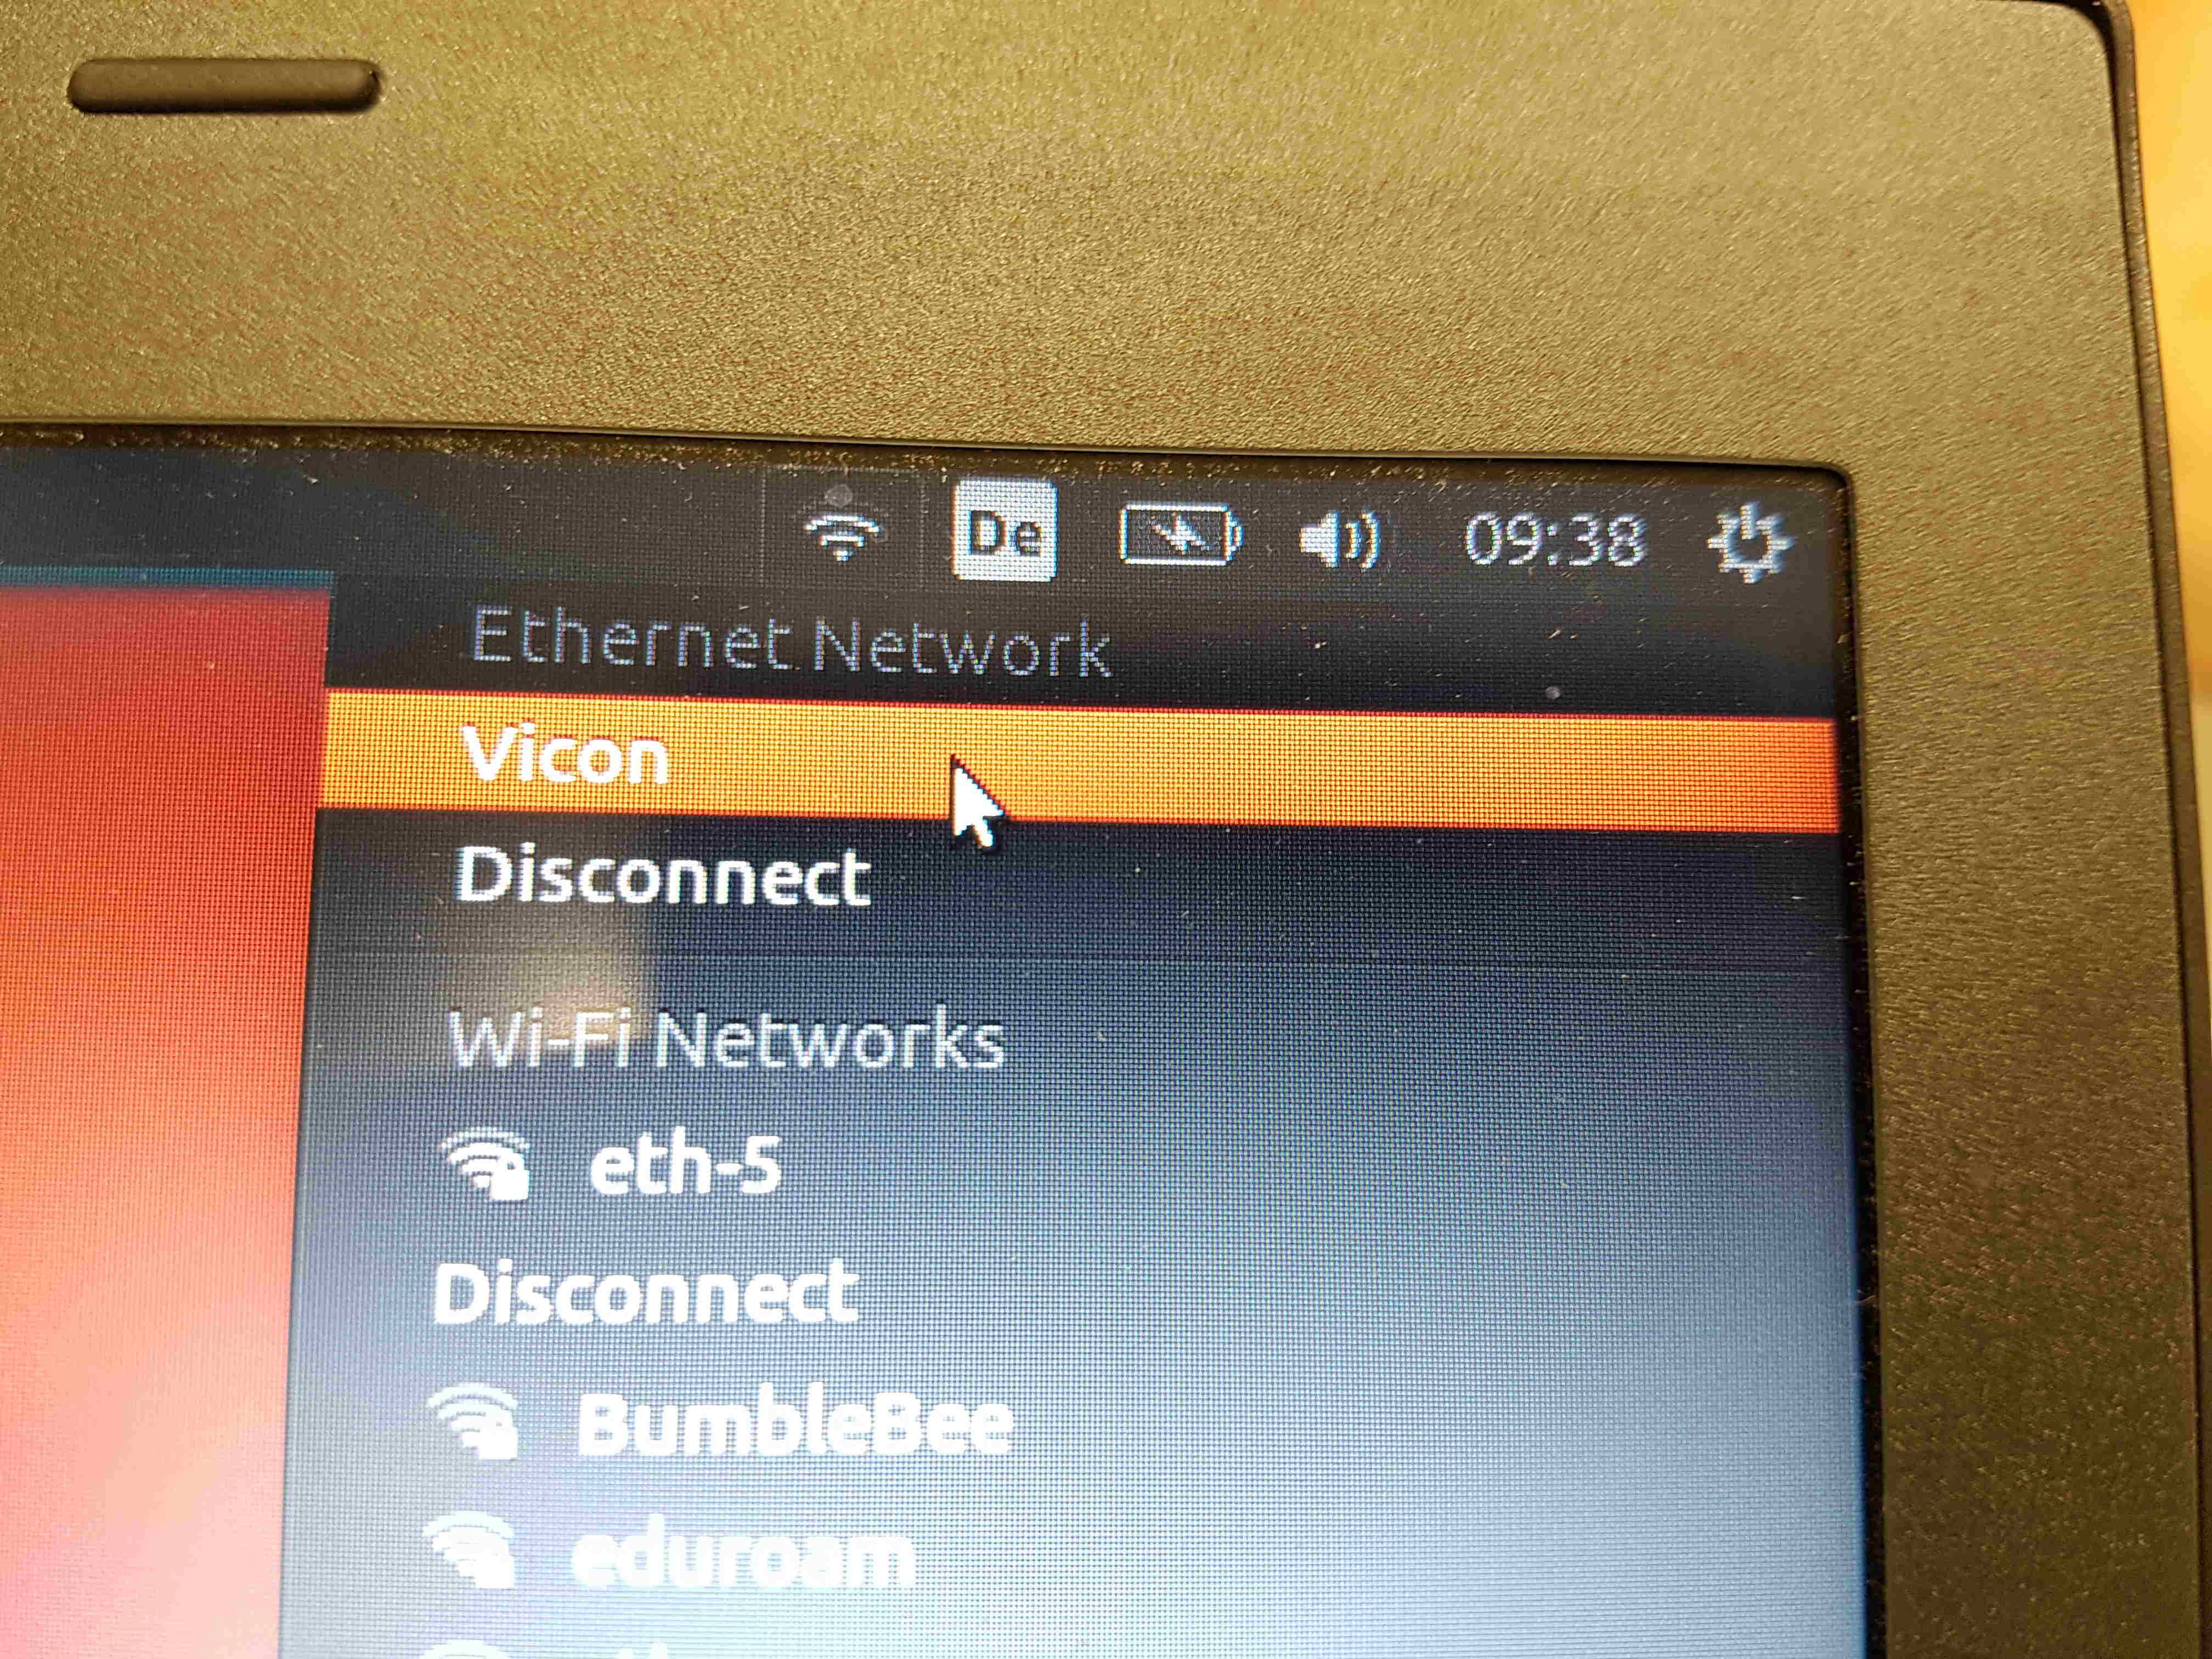 De 09:38
Ethernet Network
Vicon
Disconnect
Wi-Fi Networks
eth-5
Disconnect
BumbleBee
eduroam